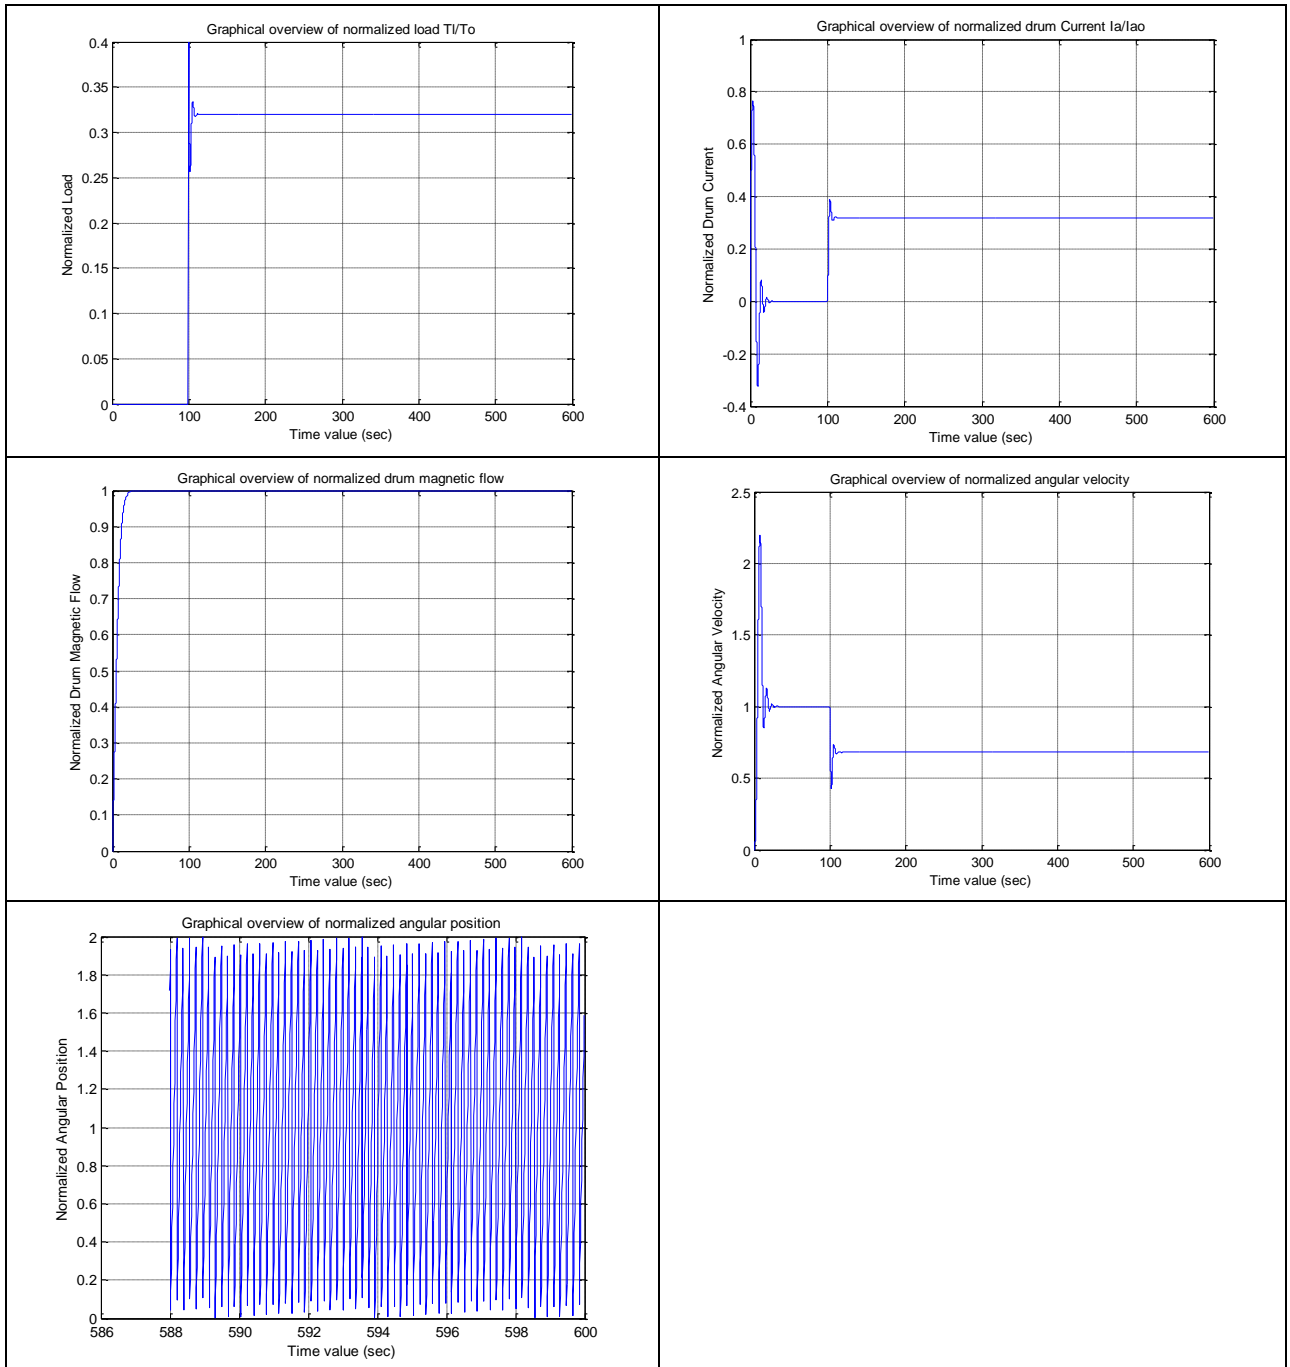 Graphical overview of normalized load Tl/To
0.4
0.35
0.3
0.25
0.2
0.15
0.1
0.05
0
Normalized Load
0 100 200 300 400 500 600
Time value (sec)
Graphical overview of normalized drum Current Ia/Iao
1
0.8
0.6
0.4
0.2
0
-0.2
-0.4
Normalized Drum Current
0 100 200 300 400 500 600
Time value (sec)
Graphical overview of normalized drum magnetic flow
1
0.9
0.8
0.7
0.6
0.5
0.4
0.3
0.2
0.1
0
Normalized Drum Magnetic Flow
0 100 200 300 400 500 600
Time value (sec)
Graphical overview of normalized angular velocity
2.5
2
1.5
1
0.5
0
Normalized Angular Velocity
0 100 200 300 400 500 600
Time value (sec)
Graphical overview of normalized angular position
2
1.8
1.6
1.4
1.2
1
0.8
0.6
0.4
0.2
0
Normalized Angular Position
586 588 590 592 594 596 598 600
Time value (sec)